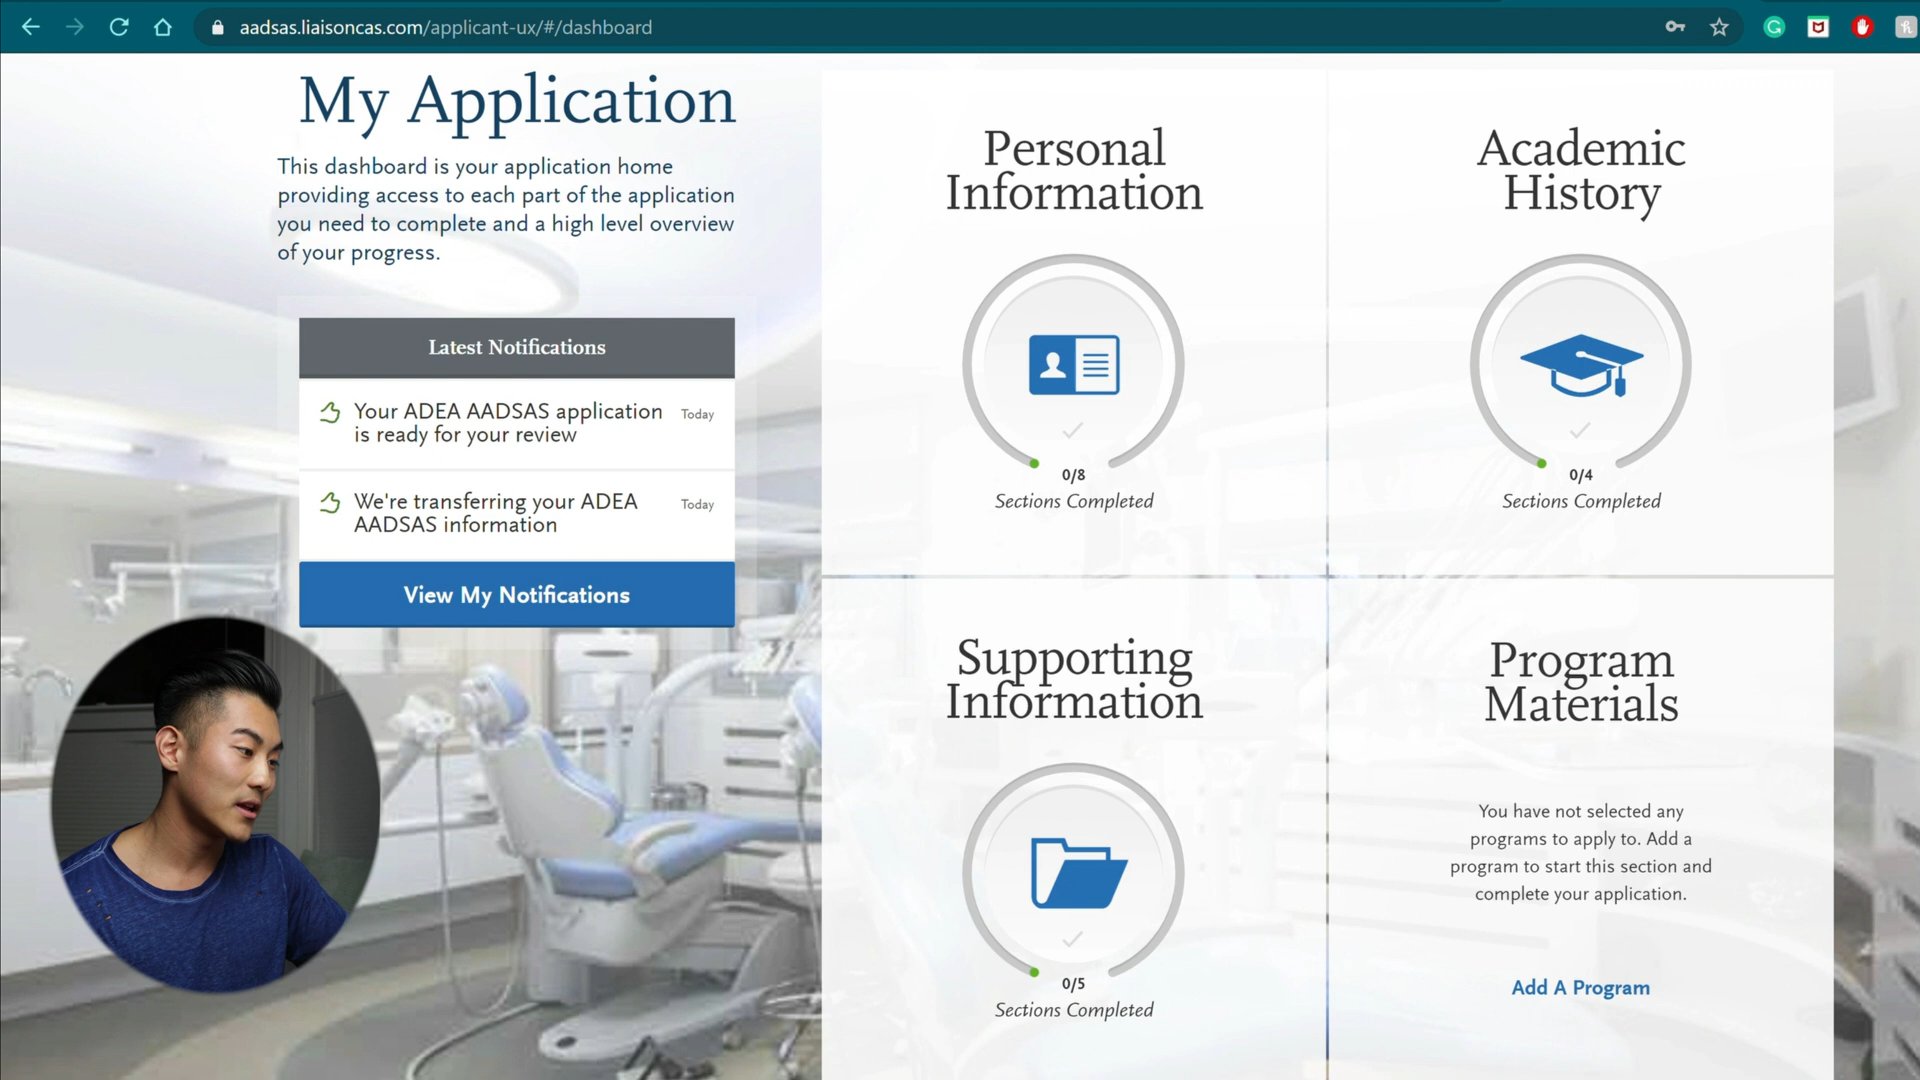 aadsas.liaisoncas.com/applicant-ux/#/dashboard
My Application
This dashboard is your application home
providing access to each part of the application
you need to complete and a high level overview
of your progress.
Latest Notifications
Your ADEA AADSAS application
is ready for your review
Today
We're transferring your ADEA
AADSAS information
Today
View My Notifications
Personal
Information
0/8
Sections Completed
Academic
History
0/4
Sections Completed
Supporting
Information
0/5
Sections Completed
Program
Materials
You have not selected any
programs to apply to. Add a
program to start this section and
complete your application.
Add A Program